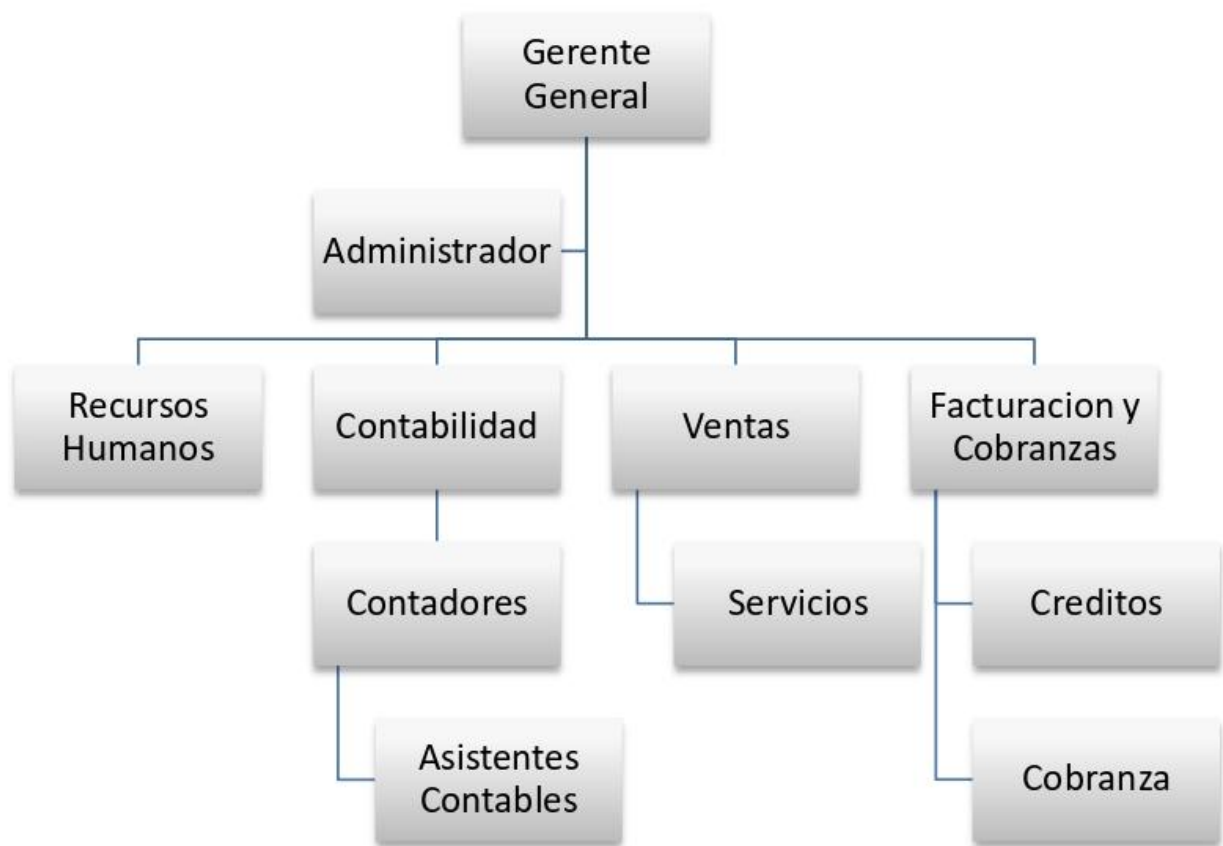 Gerente
General
Administrador
Recursos
Humanos
Contabilidad
Ventas
Facturacion y
Cobranzas
Contadores
Servicios
Creditos
Asistentes
Contables
Cobranza